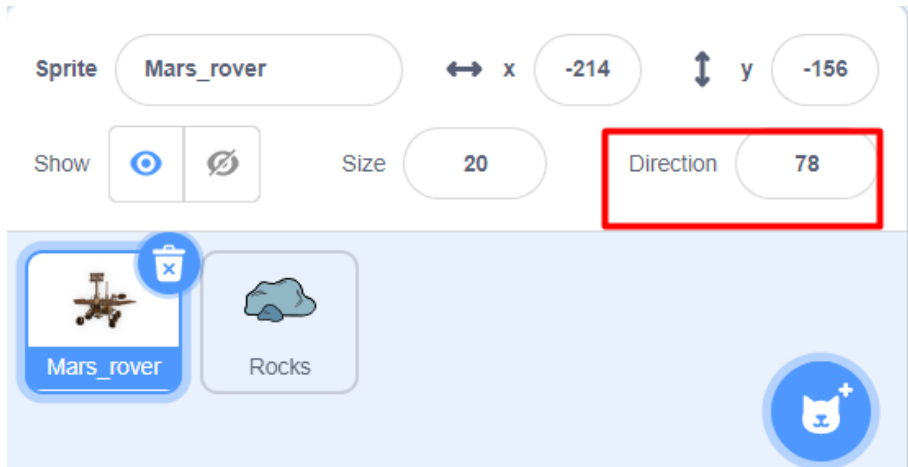 Sprite Mars_rover x -214 y -156
Show Size 20 Direction 78
Mars_rover Rocks